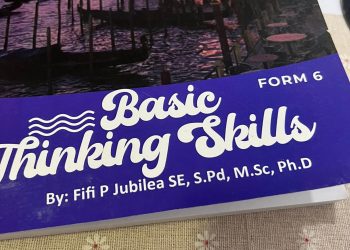 FORM 6
Basic
Thinking Skills
By: Fifi P Jubilea SE, S.Pd, M.Sc, Ph.D